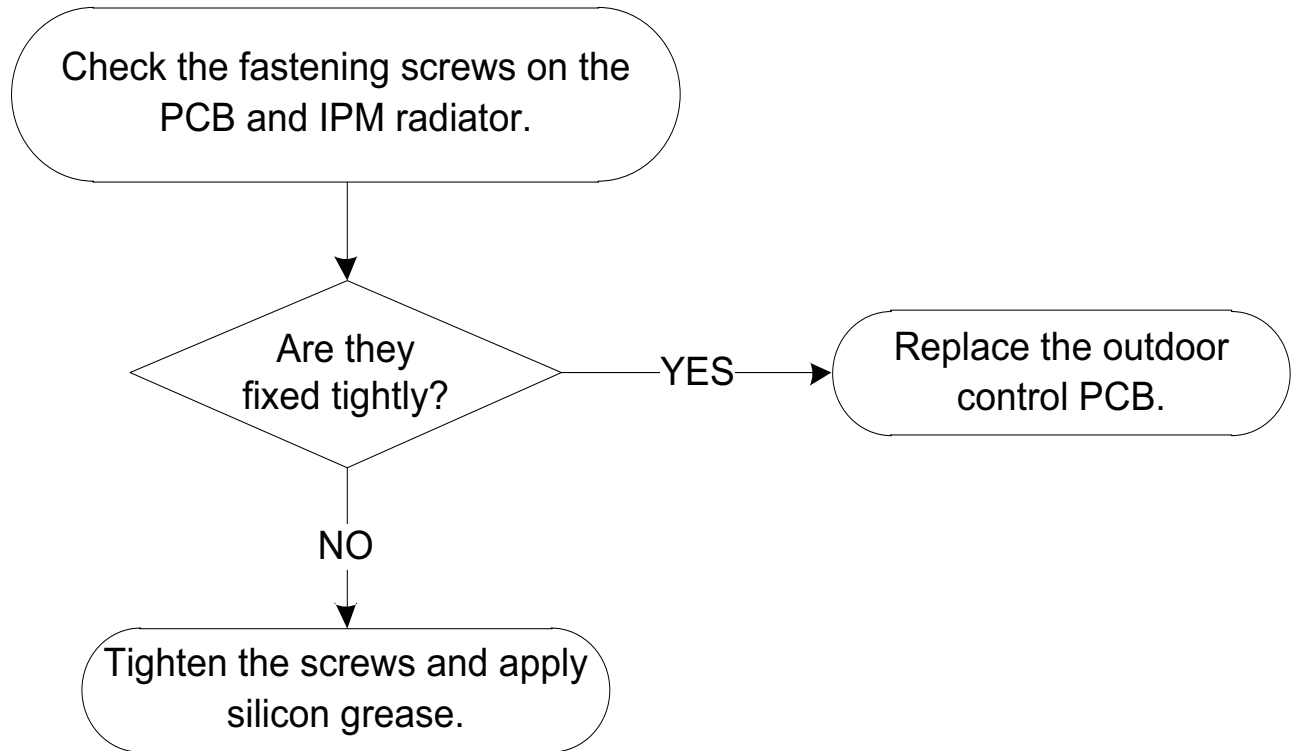 Check the fastening screws on the
PCB and IPM radiator.
Are they
fixed tightly?
YES
Replace the outdoor
control PCB.
NO
Tighten the screws and apply
silicon grease.